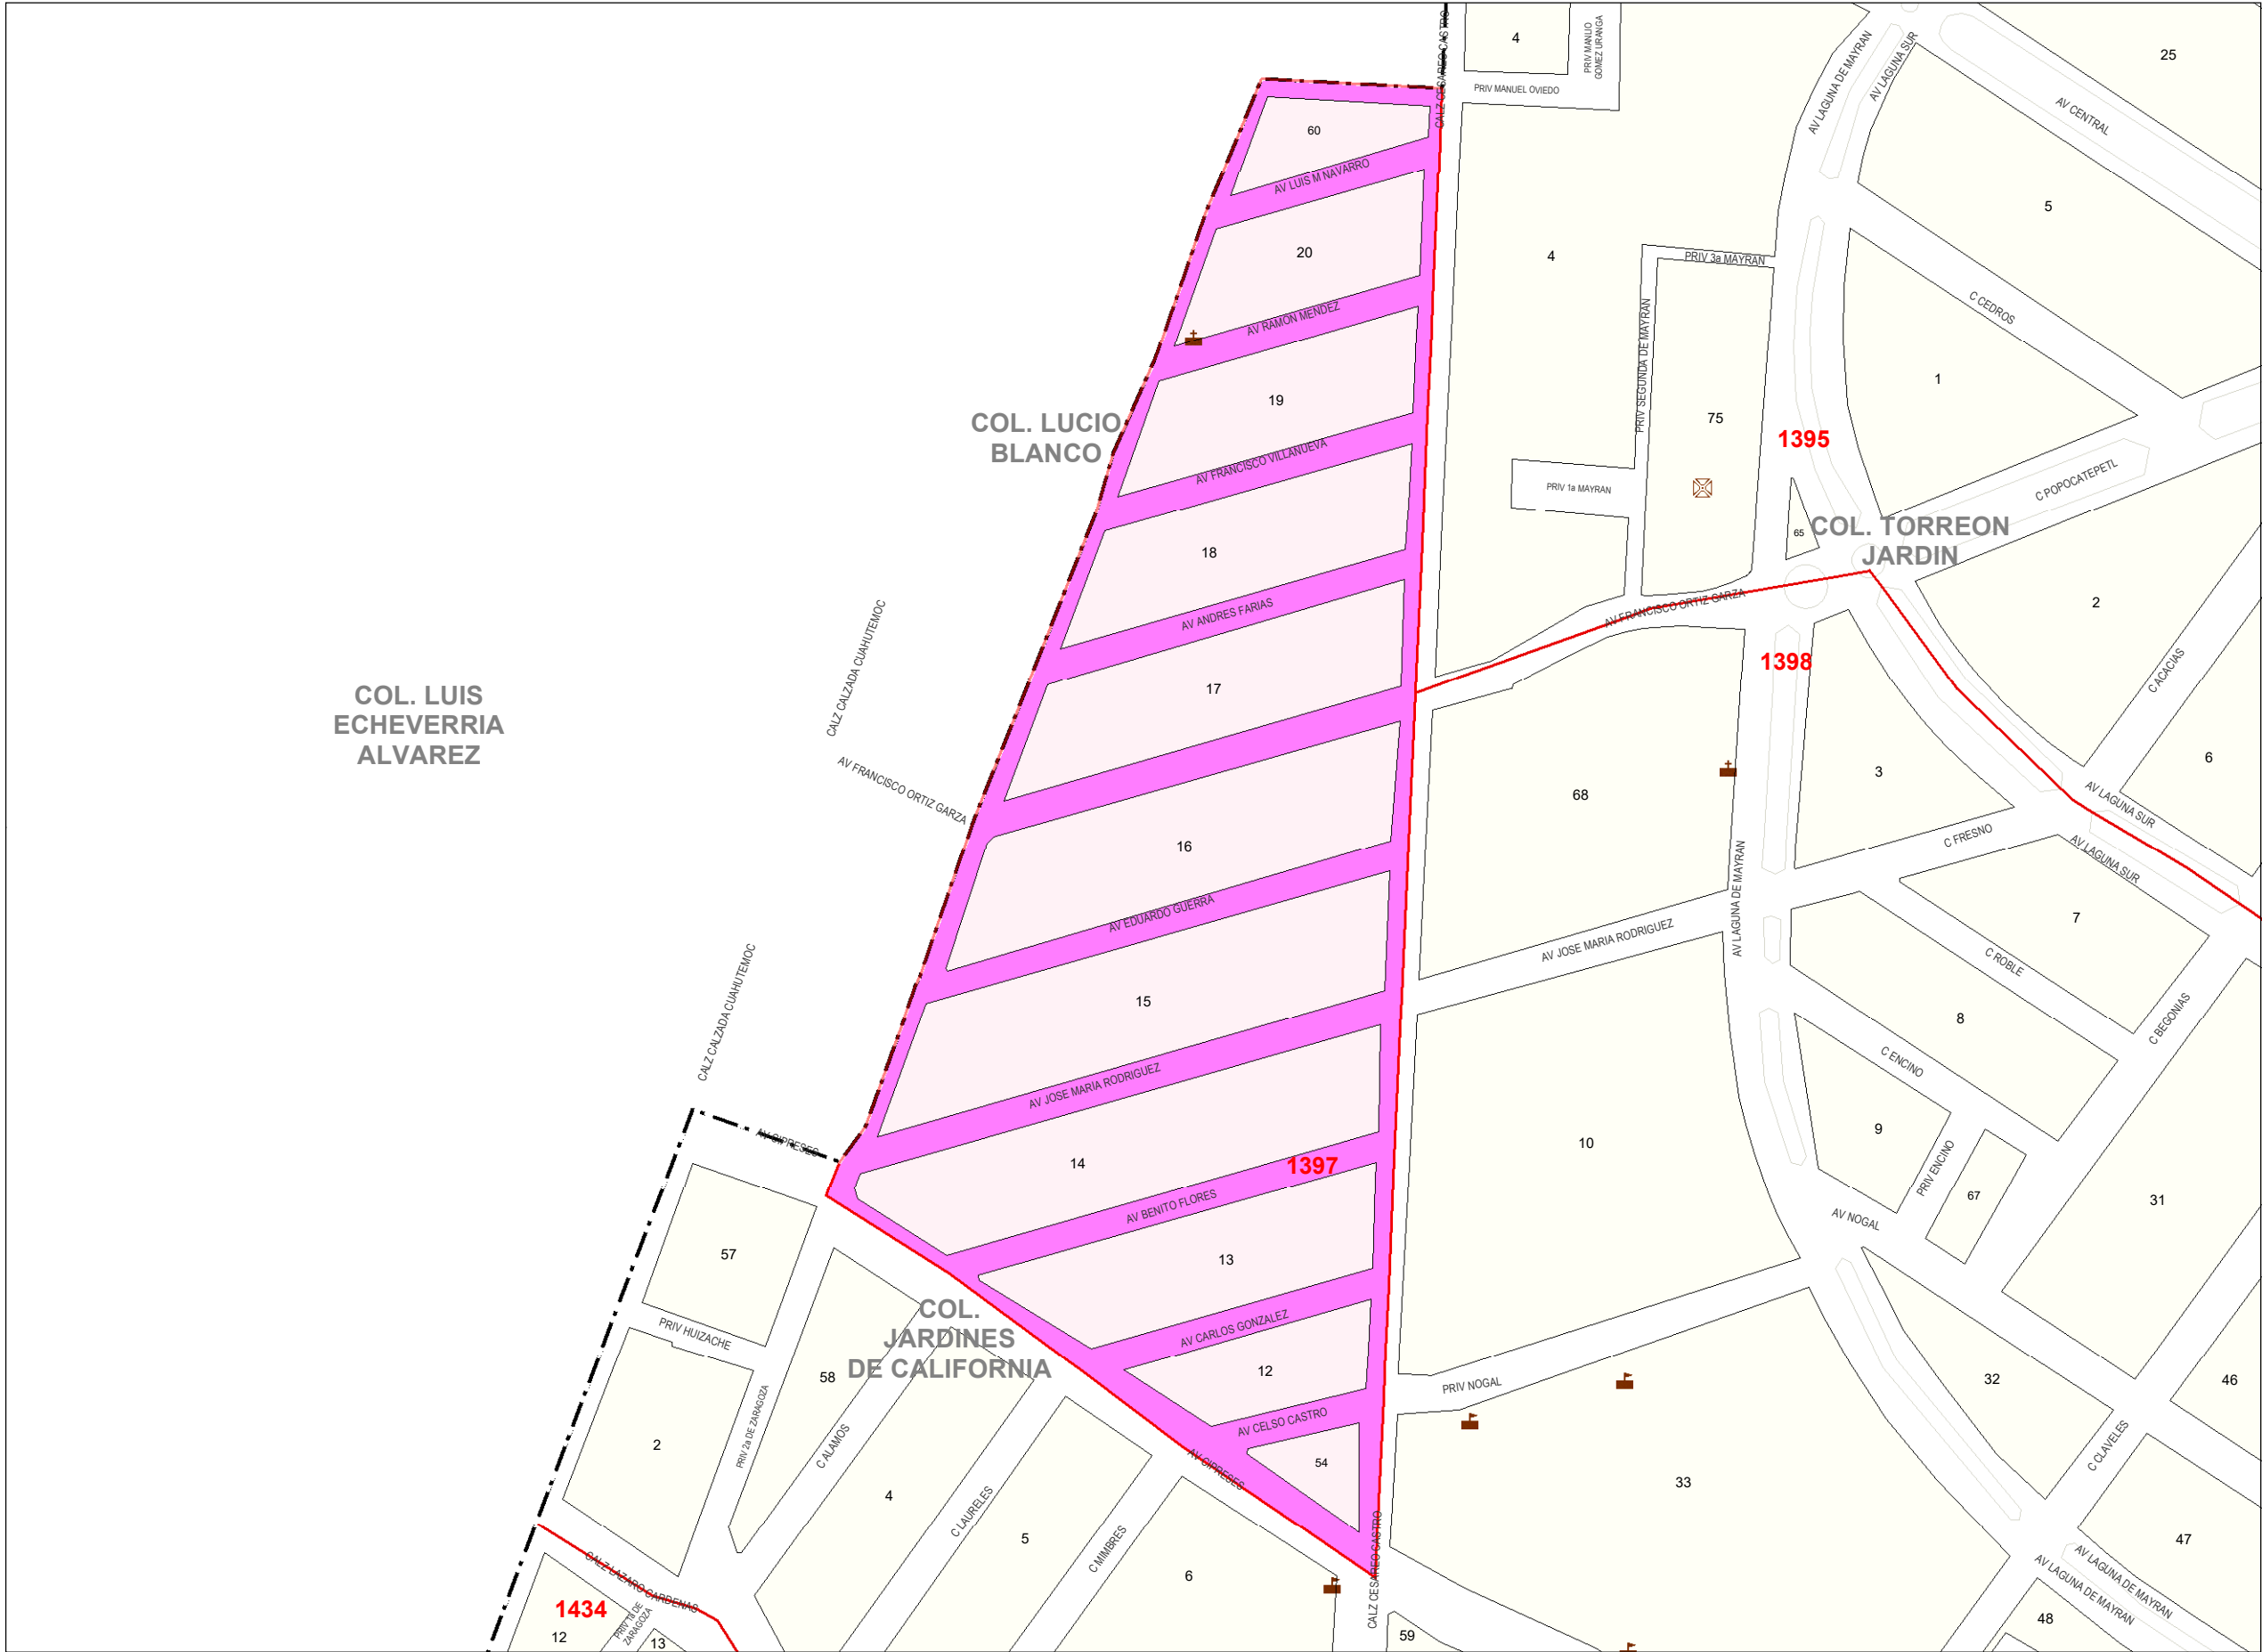 CALZ CESAREO CASTRO
4
PRIV MANLIO
GOMEZ URANGA
PRIV MANUEL OVIEDO
AV LAGUNA DE MAYRAN
AV LAGUNA SUR
25
AV CENTRAL
60
AV LUIS M NAVARRO
5
20
4
PRIV 3a MAYRAN
C CEDROS
AV RAMON MENDEZ
PRIV SEGUNDA DE MAYRAN
19
1
COL. LUCIO
BLANCO
75
1395
AV FRANCISCO VILLANUEVA
PRIV 1a MAYRAN
C POPOCATEPETL
COL. TORREON
JARDIN
65
18
2
AV ANDRES FARIAS
AV FRANCISCO ORTIZ GARZA
CALZ CALZADA CUAHUTEMOC
1398
C ACACIAS
17
COL. LUIS
ECHEVERRIA
ALVAREZ
6
3
AV FRANCISCO ORTIZ GARZA
68
AV LAGUNA SUR
C FRESNO
16
AV LAGUNA SUR
AV LAGUNA DE MAYRAN
AV EDUARDO GUERRA
7
AV JOSE MARIA RODRIGUEZ
C ROBLE
CALZ CALZADA CUAHUTEMOC
15
8
C BEGONIAS
C ENCINO
AV JOSE MARIA RODRIGUEZ
9
10
AV CIPRESES
14
1397
PRIV ENCINO
67
31
AV BENITO FLORES
AV NOGAL
57
13
COL.
JARDINES
DE CALIFORNIA
PRIV HUIZACHE
AV CARLOS GONZALEZ
58
12
PRIV NOGAL
32
46
PRIV 2a DE ZARAGOZA
C ALAMOS
AV CELSO CASTRO
2
C CLAVELES
54
AV CIPRESES
33
4
C LAURELES
5
C MIMBRES
6
CALZ CESAREO CASTRO
47
AV LAGUNA DE MAYRAN
AV LAGUNA DE MAYRAN
CALZ LAZARO CARDENAS
1434
PRIV 1a DE
ZARAGOZA
12
13
59
48